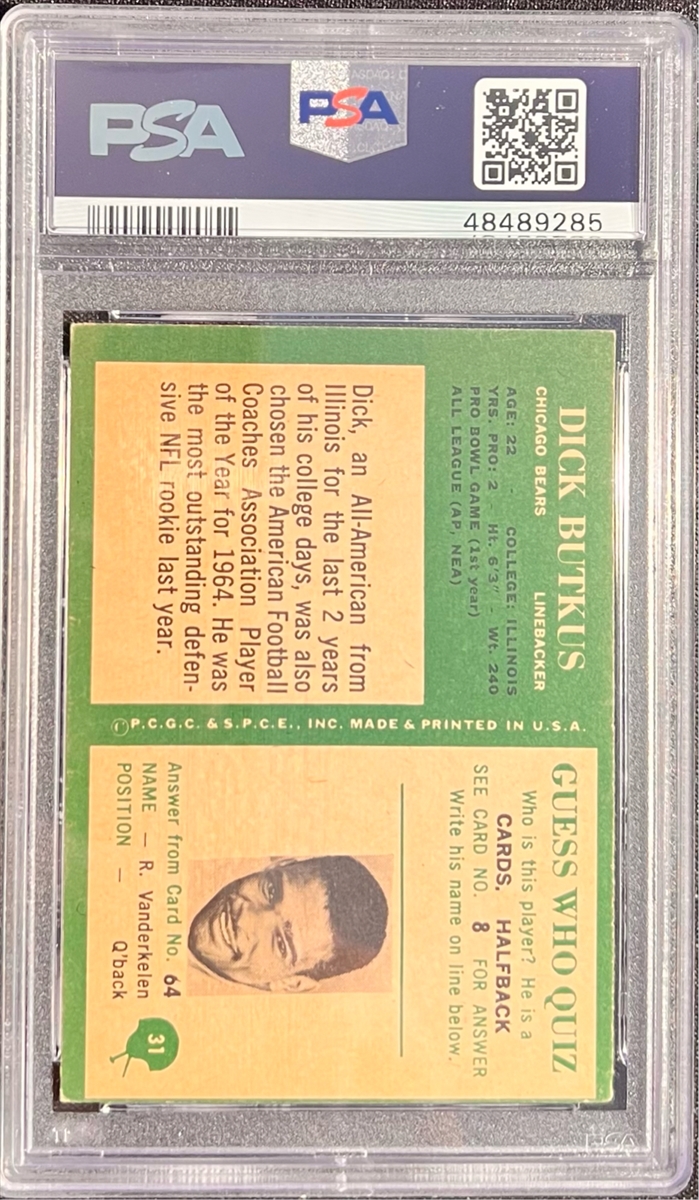 PSA
PSA
48489285
DICK BUTKUS
CHICAGO BEARS LINEBACKER
AGE: 22 - COLLEGE: ILLINOIS
YRS. PRO: 2 - Ht. 6'3" - Wt. 240
PRO BOWL GAME (1st year)
ALL LEAGUE (AP, NEA)
Dick, an All-American from
Illinois for the last 2 years
of his college days, was also
chosen the American Football
Coaches Association Player
of the Year for 1964. He was
the most outstanding defen-
sive NFL rookie last year.
© P.C.G.C. & S.P.C.E., INC. MADE & PRINTED IN U.S.A.
GUESS WHO QUIZ
Who is this player? He is a
CARDS, HALFBACK
SEE CARD NO. 8 FOR ANSWER
Write his name on line below.
Answer from Card No. 64
NAME — R. Vanderkelen
POSITION — Q'back
31
PSA